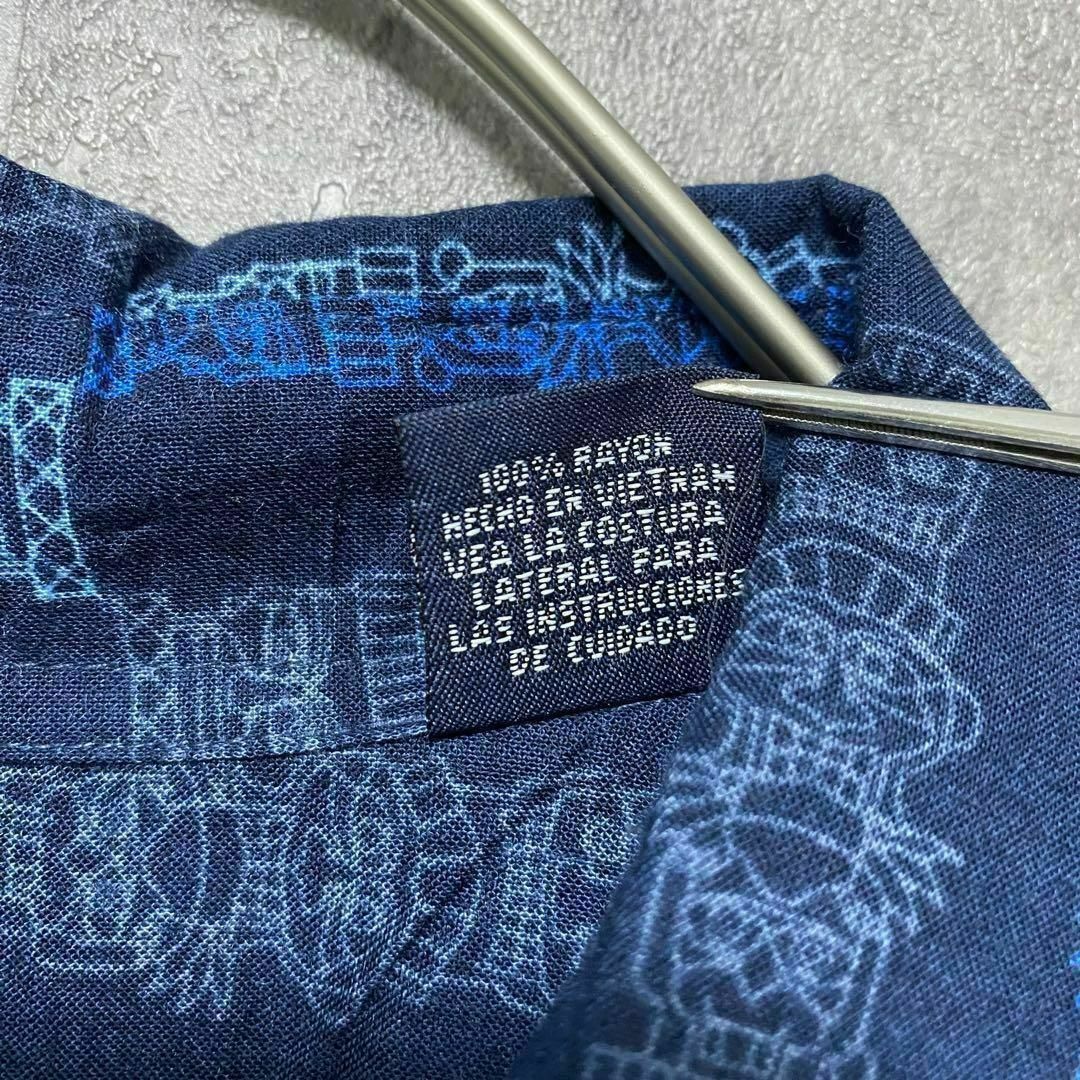 100% RAYON
HECHO EN VIETNAM
VEA LA COSTURA
LATERAL PARA
LAS INSTRUCCIONES
DE CUIDADO